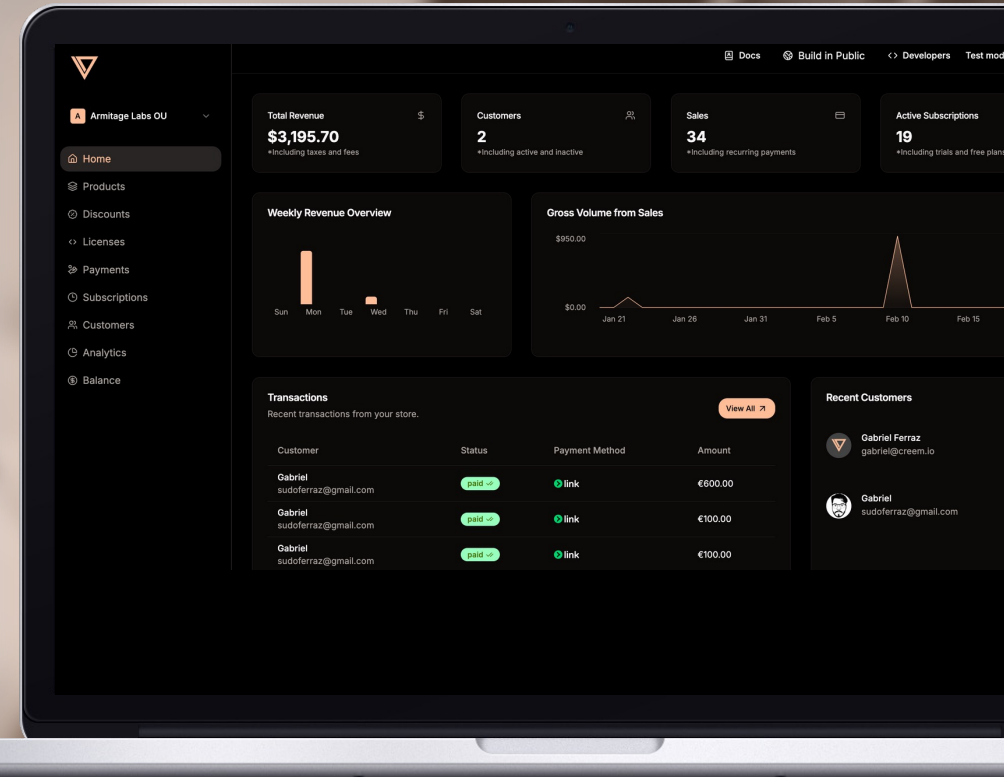 Docs
Build in Public
Developers
Test mod
A
Armitage Labs OU
Home
Products
Discounts
Licenses
Payments
Subscriptions
Customers
Analytics
Balance
Total Revenue
$
$3,195.70
*Including taxes and fees
Customers
2
*Including active and inactive
Sales
34
*Including recurring payments
Active Subscriptions
19
*Including trials and free plans
Weekly Revenue Overview
Sun Mon Tue Wed Thu Fri Sat
Gross Volume from Sales
$950.00
$0.00
Jan 21 Jan 26 Jan 31 Feb 5 Feb 10 Feb 15
Transactions
Recent transactions from your store.
View All
Customer Status Payment Method Amount
Gabriel
sudoferraz@gmail.com
paid link €600.00
Gabriel
sudoferraz@gmail.com
paid link €100.00
Gabriel
sudoferraz@gmail.com
paid link €100.00
Recent Customers
Gabriel Ferraz
gabriel@creem.io
Gabriel
sudoferraz@gmail.com